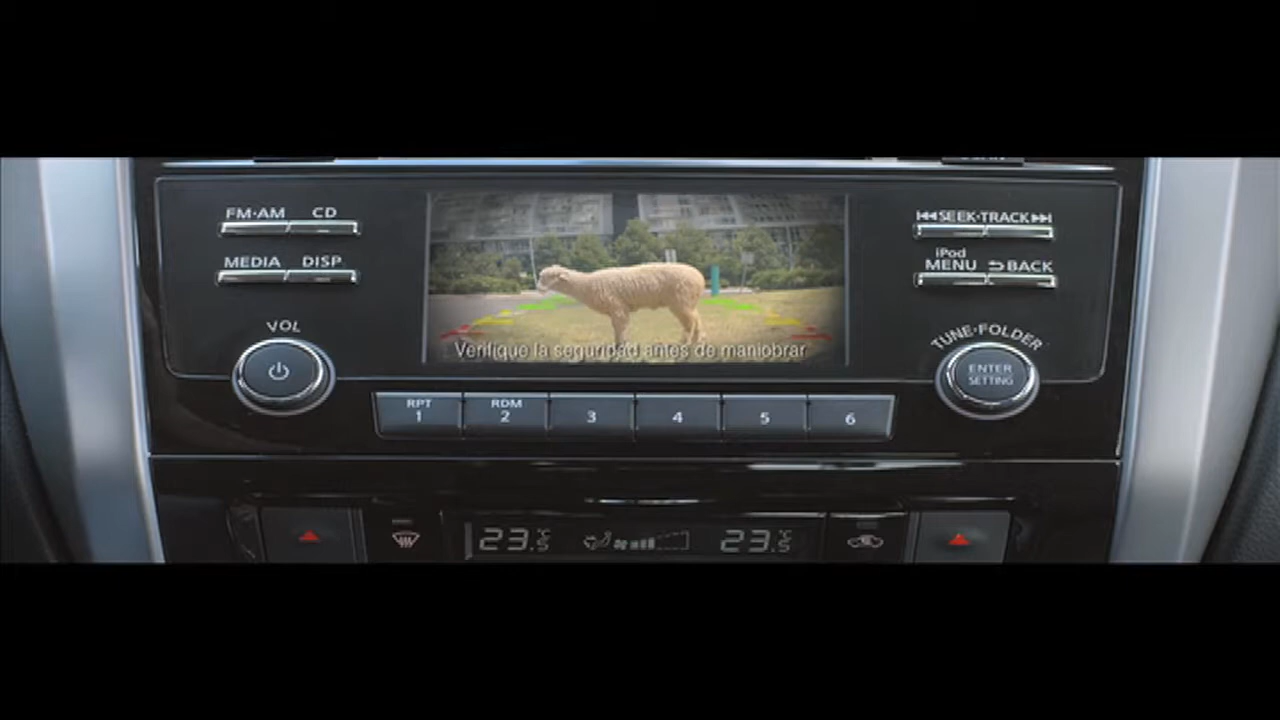 FM·AM CD
MEDIA DISP
VOL
SEEK·TRACK
iPod
MENU BACK
TUNE·FOLDER
ENTER
SETTING
Verifique la seguridad antes de maniobrar
RPT RDM
1 2 3 4 5 6
23.5°C 23.5°C